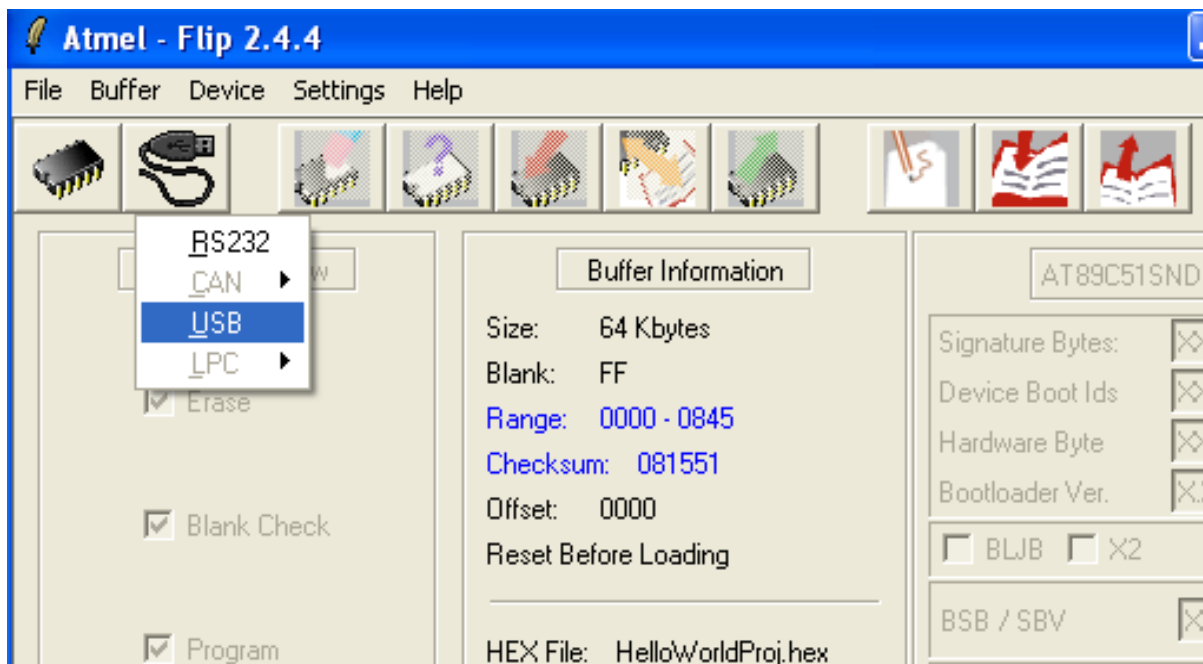 Atmel - Flip 2.4.4
File Buffer Device Settings Help
RS232
CAN
USB
LPC
Erase
Blank Check
Program
Buffer Information
Size: 64 Kbytes
Blank: FF
Range: 0000 - 0845
Checksum: 081551
Offset: 0000
Reset Before Loading
HEX File: HelloWorldProj.hex
AT89C51SND
Signature Bytes:
Device Boot Ids
Hardware Byte
Bootloader Ver.
BLJB X2
BSB / SBV